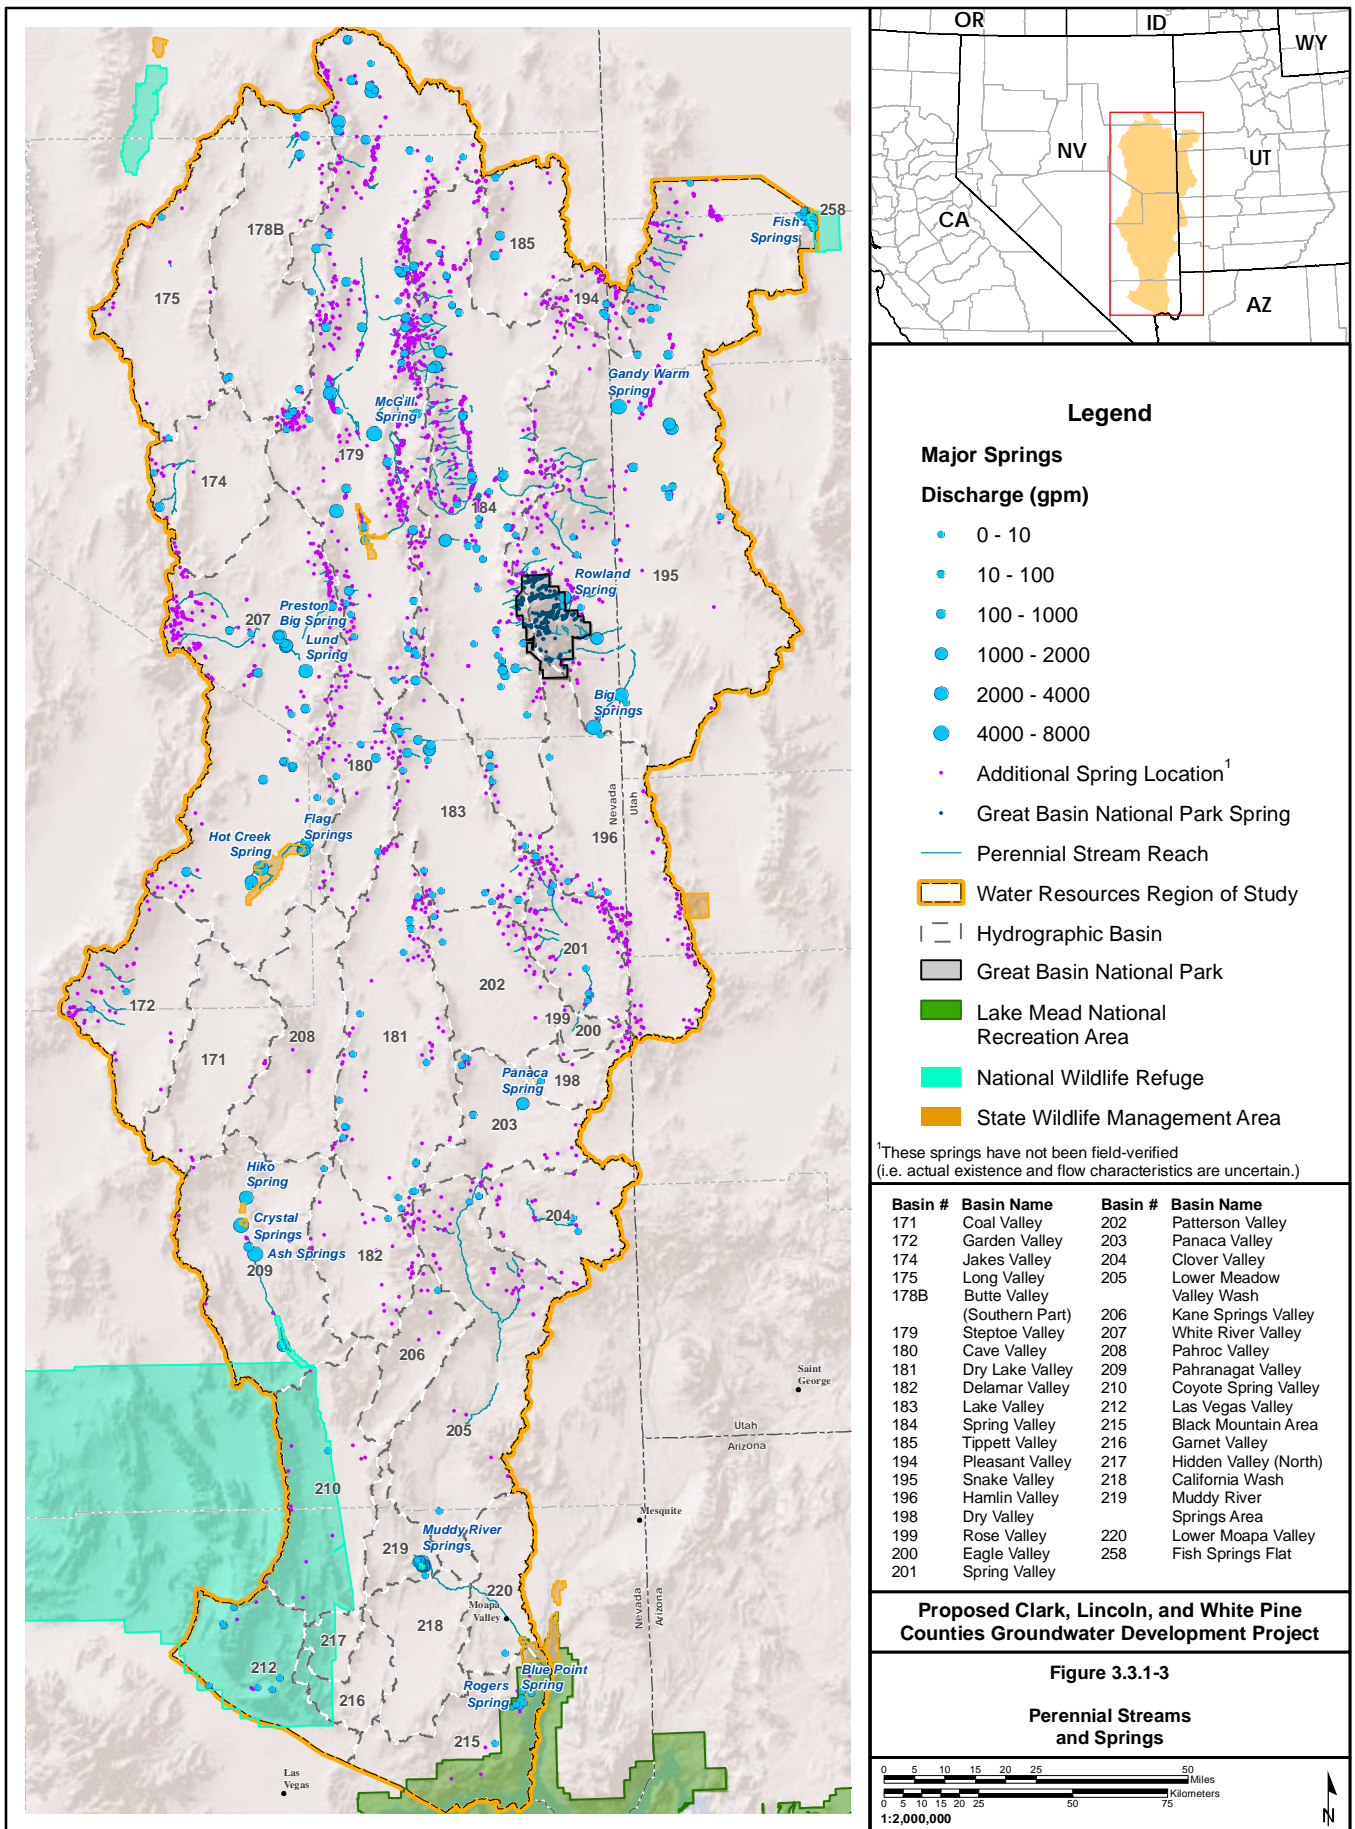 258
Fish
Springs
178B
185
175
194
Gandy Warm
Spring
McGill
Spring
179
174
184
195
Rowland
Spring
Preston
Big Spring
207
Lund
Spring
Big
Springs
180
183
Nevada
Utah
196
Flag
Springs
Hot Creek
Spring
201
202
172
199
200
208
181
171
Panaca
Spring
198
203
Hiko
Spring
Crystal
Springs
Ash Springs
209
182
204
206
Saint
George
205
Utah
Arizona
210
Mesquite
Muddy River
Springs
219
220
Moapa
Valley
218
Nevada
Arizona
217
212
216
Blue Point
Spring
Rogers
Spring
215
Las
Vegas
OR
ID
WY
NV
UT
CA
AZ
Legend
Major Springs
Discharge (gpm)
0 - 10
10 - 100
100 - 1000
1000 - 2000
2000 - 4000
4000 - 8000
Additional Spring Location1
Great Basin National Park Spring
Perennial Stream Reach
Water Resources Region of Study
Hydrographic Basin
Great Basin National Park
Lake Mead National
Recreation Area
National Wildlife Refuge
State Wildlife Management Area
1These springs have not been field-verified
(i.e. actual existence and flow characteristics are uncertain.)
Basin # Basin Name Basin # Basin Name
171 Coal Valley 202 Patterson Valley
172 Garden Valley 203 Panaca Valley
174 Jakes Valley 204 Clover Valley
175 Long Valley 205 Lower Meadow
178B Butte Valley Valley Wash
(Southern Part) 206 Kane Springs Valley
179 Steptoe Valley 207 White River Valley
180 Cave Valley 208 Pahroc Valley
181 Dry Lake Valley 209 Pahranagat Valley
182 Delamar Valley 210 Coyote Spring Valley
183 Lake Valley 212 Las Vegas Valley
184 Spring Valley 215 Black Mountain Area
185 Tippett Valley 216 Garnet Valley
194 Pleasant Valley 217 Hidden Valley (North)
195 Snake Valley 218 California Wash
196 Hamlin Valley 219 Muddy River
198 Dry Valley Springs Area
199 Rose Valley 220 Lower Moapa Valley
200 Eagle Valley 258 Fish Springs Flat
201 Spring Valley
Proposed Clark, Lincoln, and White Pine
Counties Groundwater Development Project
Figure 3.3.1-3
Perennial Streams
and Springs
0 5 10 15 20 25 50
Miles
Kilometers
0 5 10 15 20 25 50 75
1:2,000,000
N